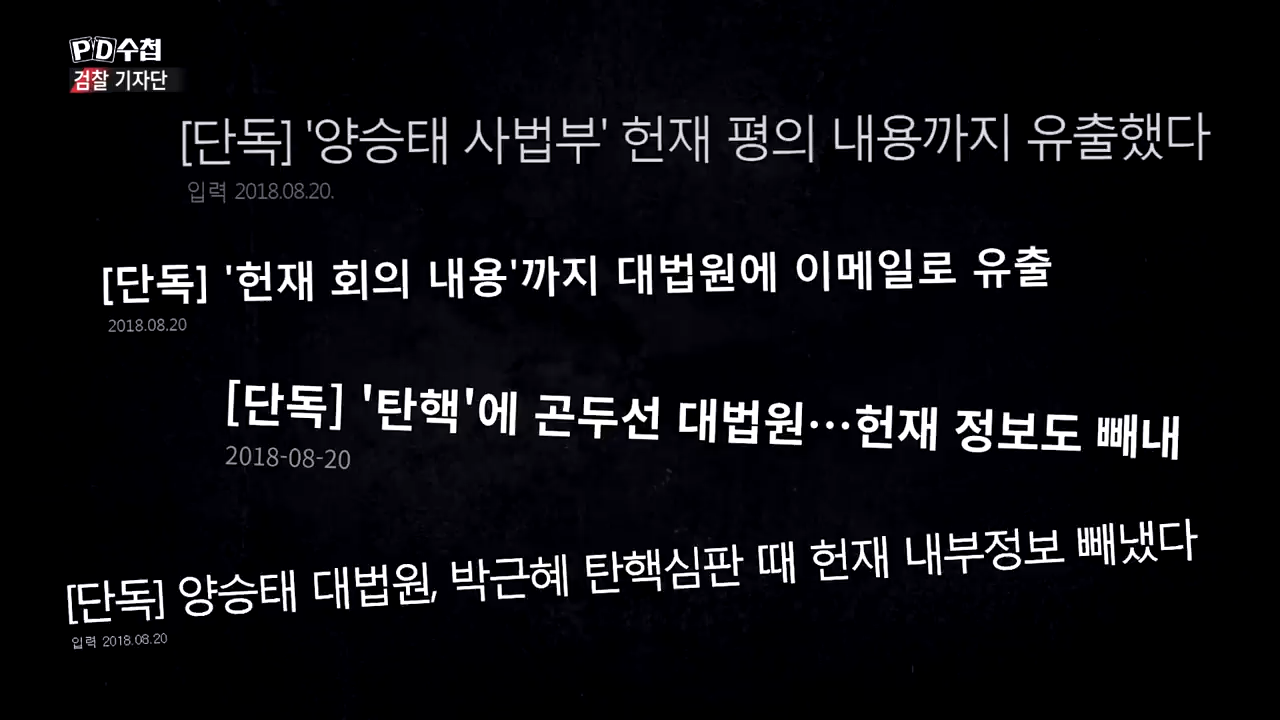 PD수첩
검찰 기자단
[단독] '양승태 사법부' 헌재 평의 내용까지 유출했다
입력 2018.08.20.
[단독] '헌재 회의 내용'까지 대법원에 이메일로 유출
2018.08.20
[단독] '탄핵'에 곤두선 대법원…헌재 정보도 빼내
2018-08-20
[단독] 양승태 대법원, 박근혜 탄핵심판 때 헌재 내부정보 빼냈다
입력 2018.08.20